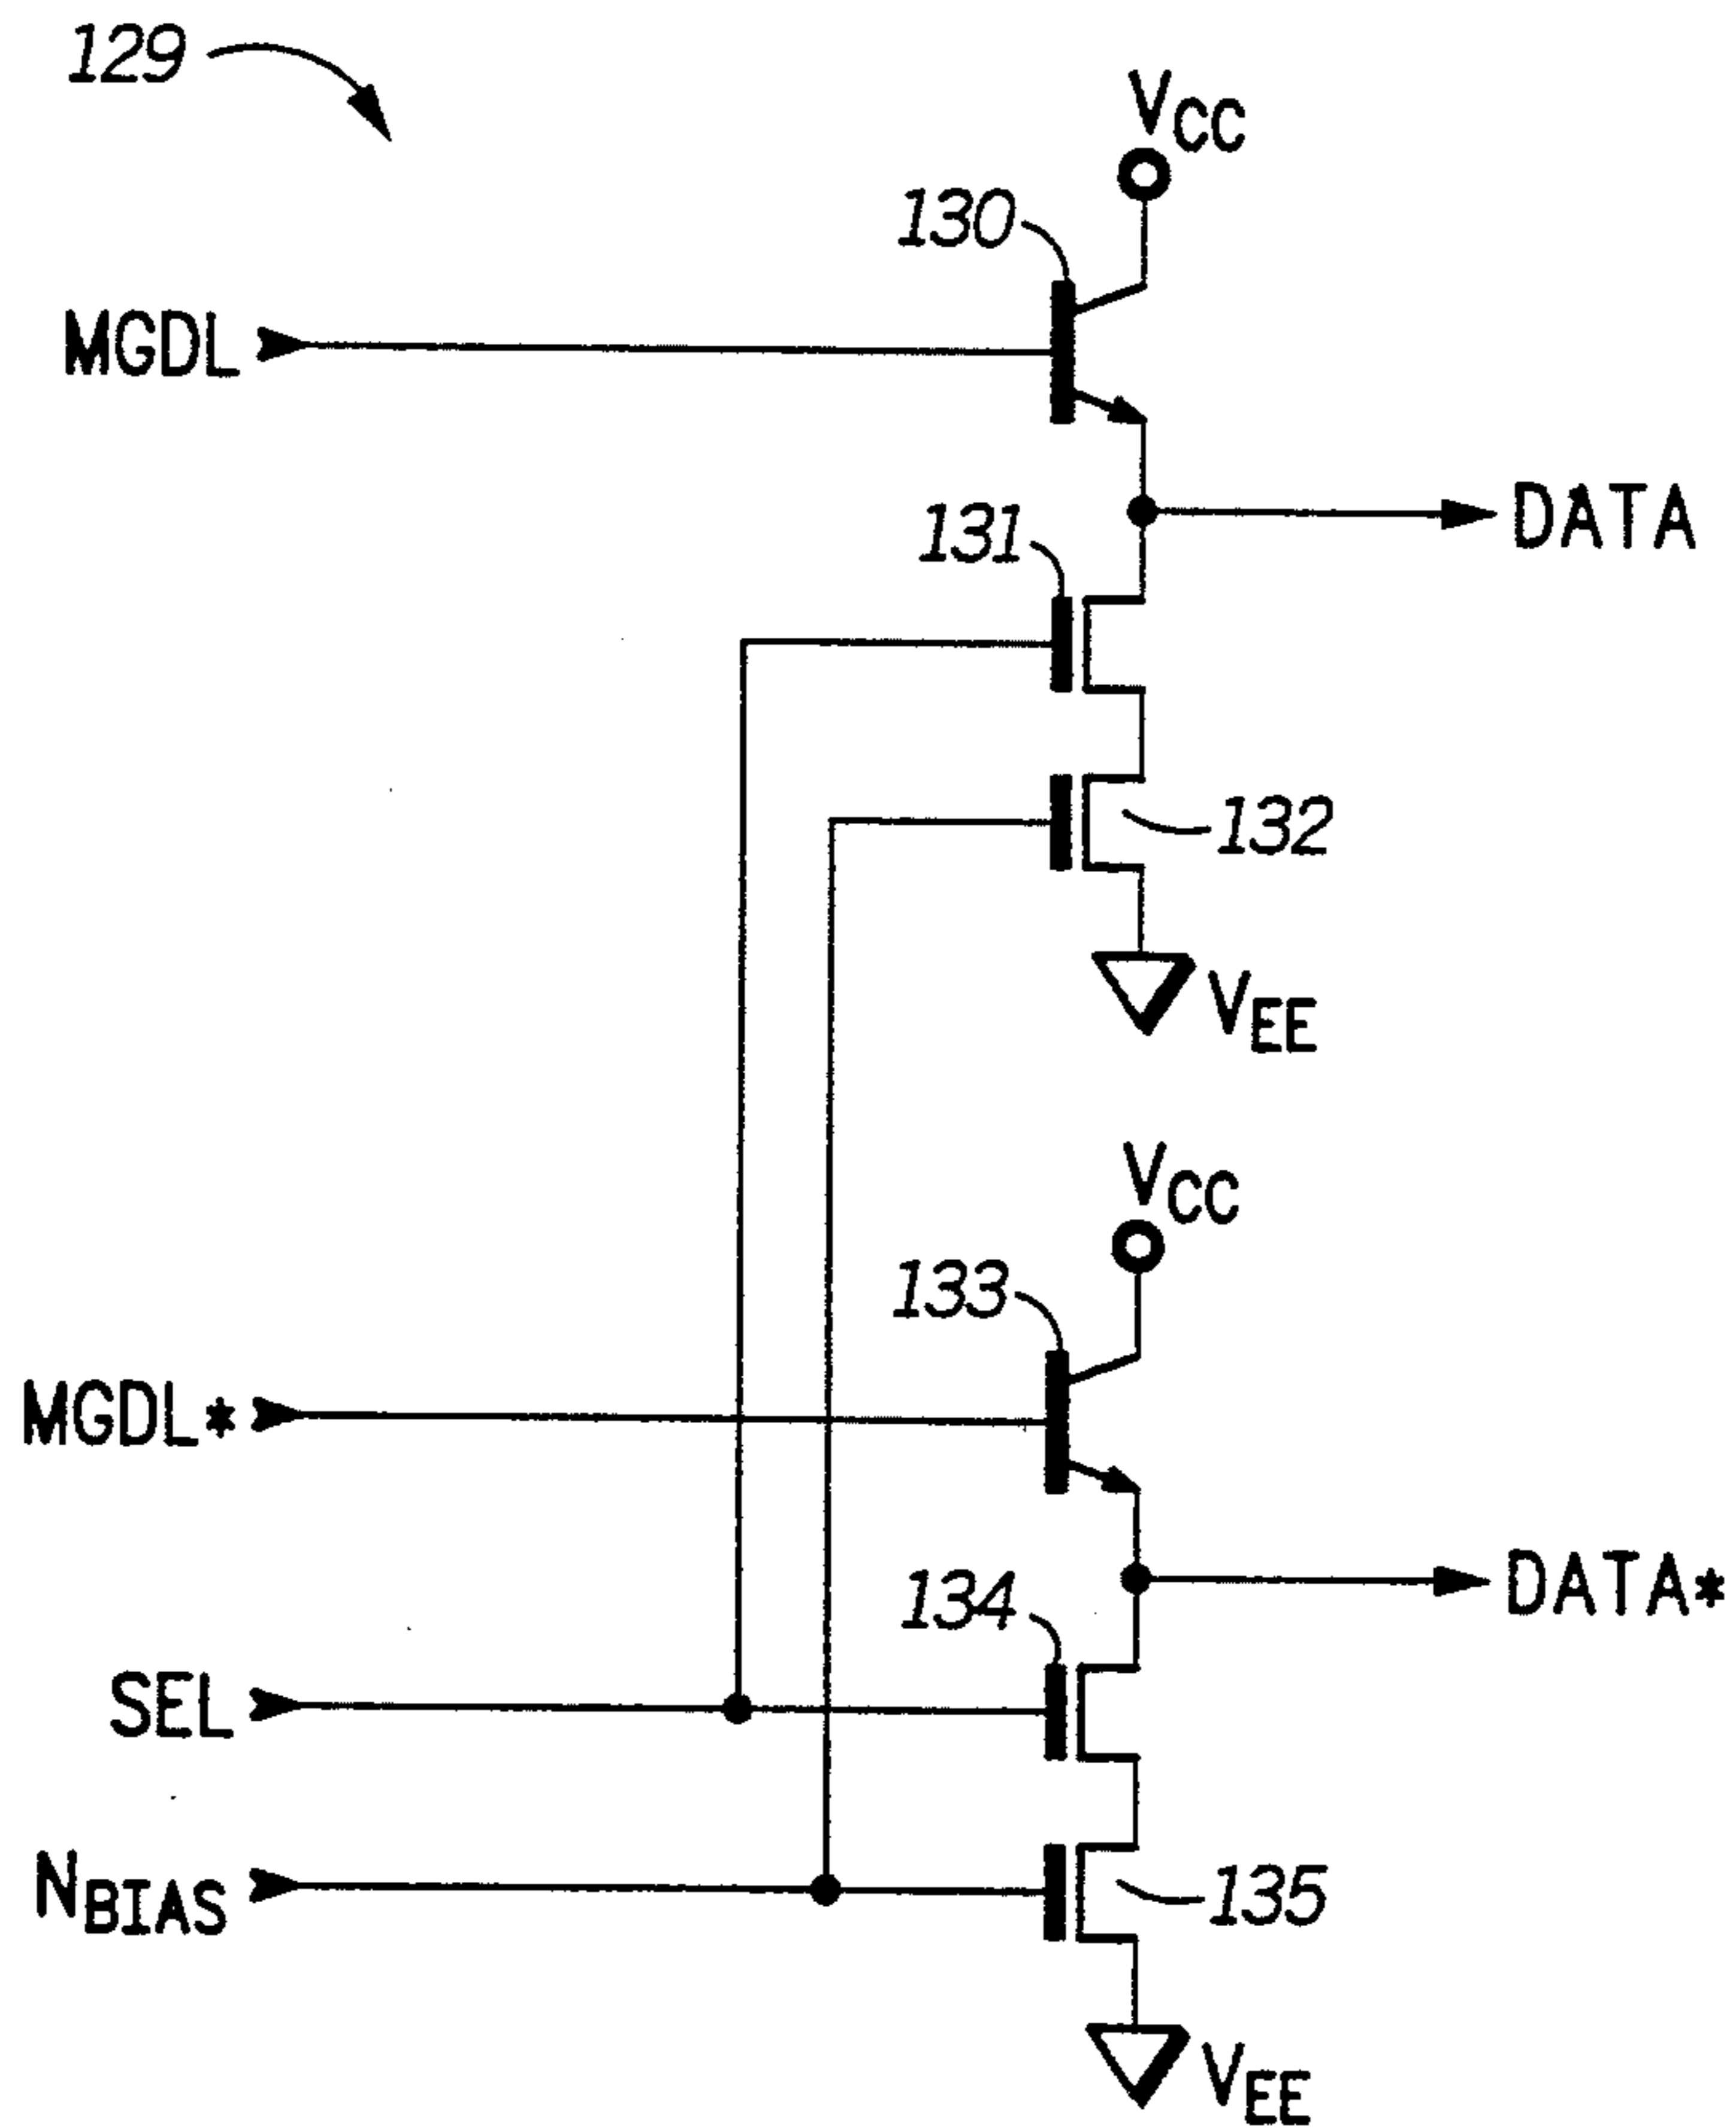 129
VCC
130
MGDL
DATA
131
132
VEE
VCC
133
MGDL*
DATA*
134
SEL
NBIAS
135
VEE